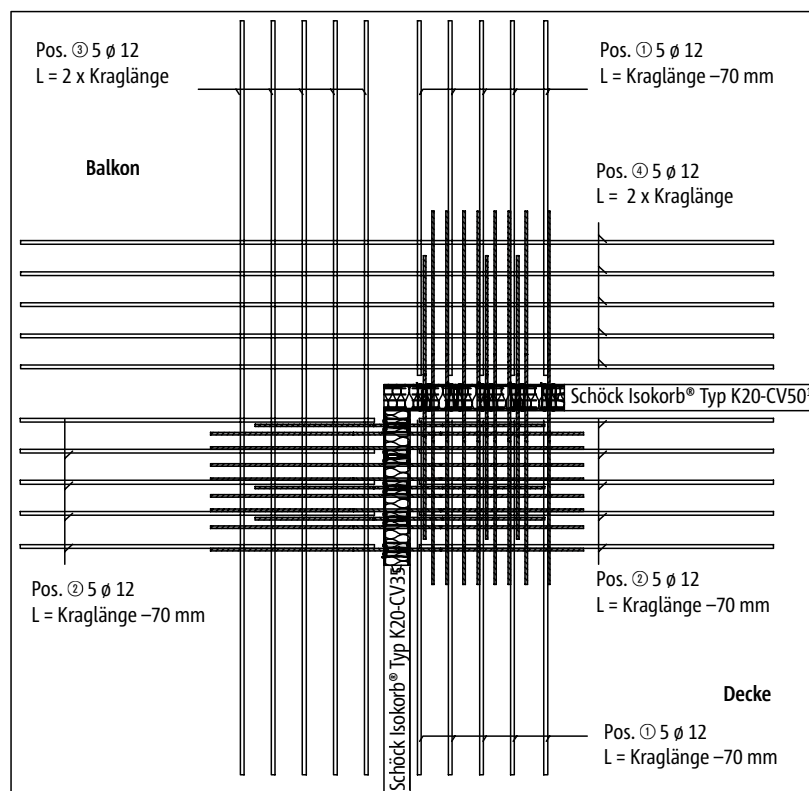 Pos. ③ 5 ø 12
L = 2 x Kraglänge
Pos. ① 5 ø 12
L = Kraglänge –70 mm
Balkon
Pos. ④ 5 ø 12
L = 2 x Kraglänge
Schöck Isokorb® Typ K20-CV50
Pos. ② 5 ø 12
L = Kraglänge –70 mm
Schöck Isokorb® Typ K20-CV35
Pos. ② 5 ø 12
L = Kraglänge –70 mm
Decke
Pos. ① 5 ø 12
L = Kraglänge –70 mm